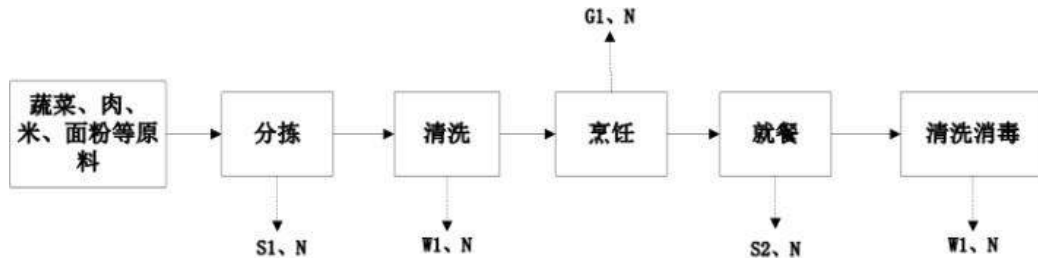 G1、N
蔬菜、肉、
米、面粉等原
料
分拣
清洗
烹饪
就餐
清洗消毒
S1、N
W1、N
S2、N
W1、N